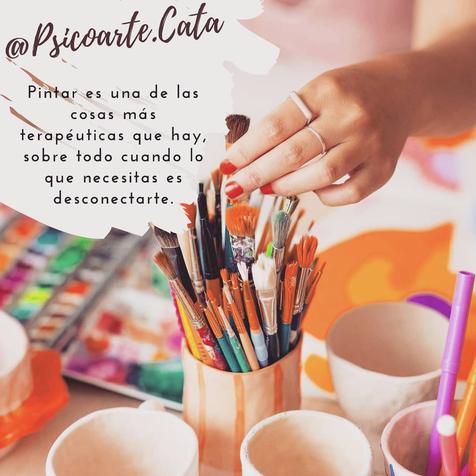 @Psicoarte.Cata
Pintar es una de las
cosas más
terapéuticas que hay,
sobre todo cuando lo
que necesitas es
desconectarte.